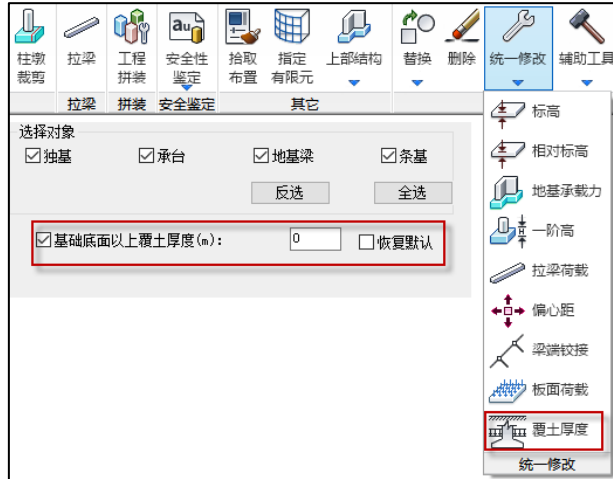 柱墩
裁剪
拉梁
工程
拼装
安全性
鉴定
拾取
布置
指定
有限元
上部结构
替换
删除
统一修改
辅助工具
拉梁
拼装
安全鉴定
其它
选择对象
独基
承台
地基梁
条基
反选
全选
基础底面以上覆土厚度(m):
0
恢复默认
标高
相对标高
地基承载力
一阶高
拉梁荷载
偏心距
梁端铰接
板面荷载
覆土厚度
统一修改